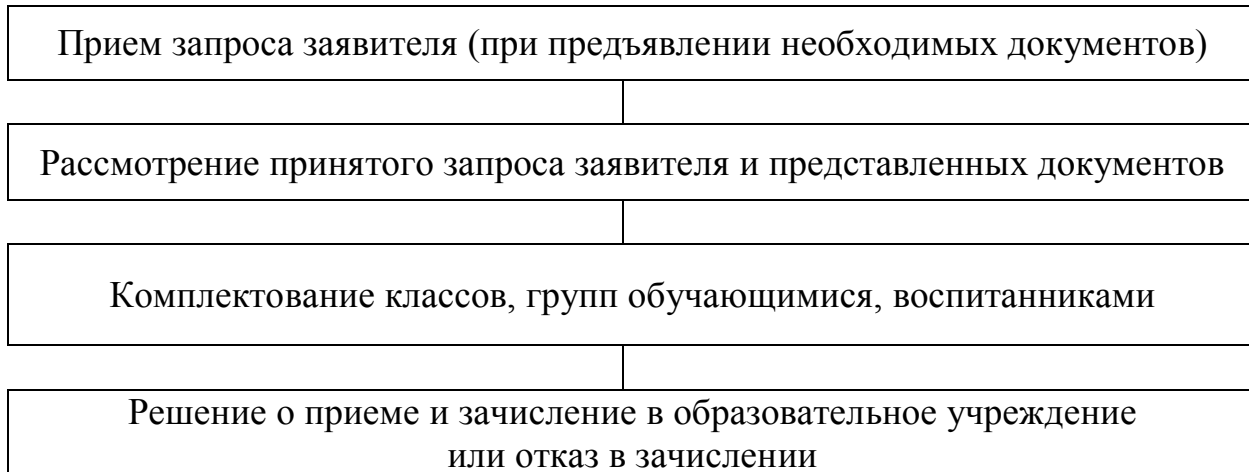 Прием запроса заявителя (при предъявлении необходимых документов)
Рассмотрение принятого запроса заявителя и представленных документов
Комплектование классов, групп обучающимися, воспитанниками
Решение о приеме и зачисление в образовательное учреждение
или отказ в зачислении